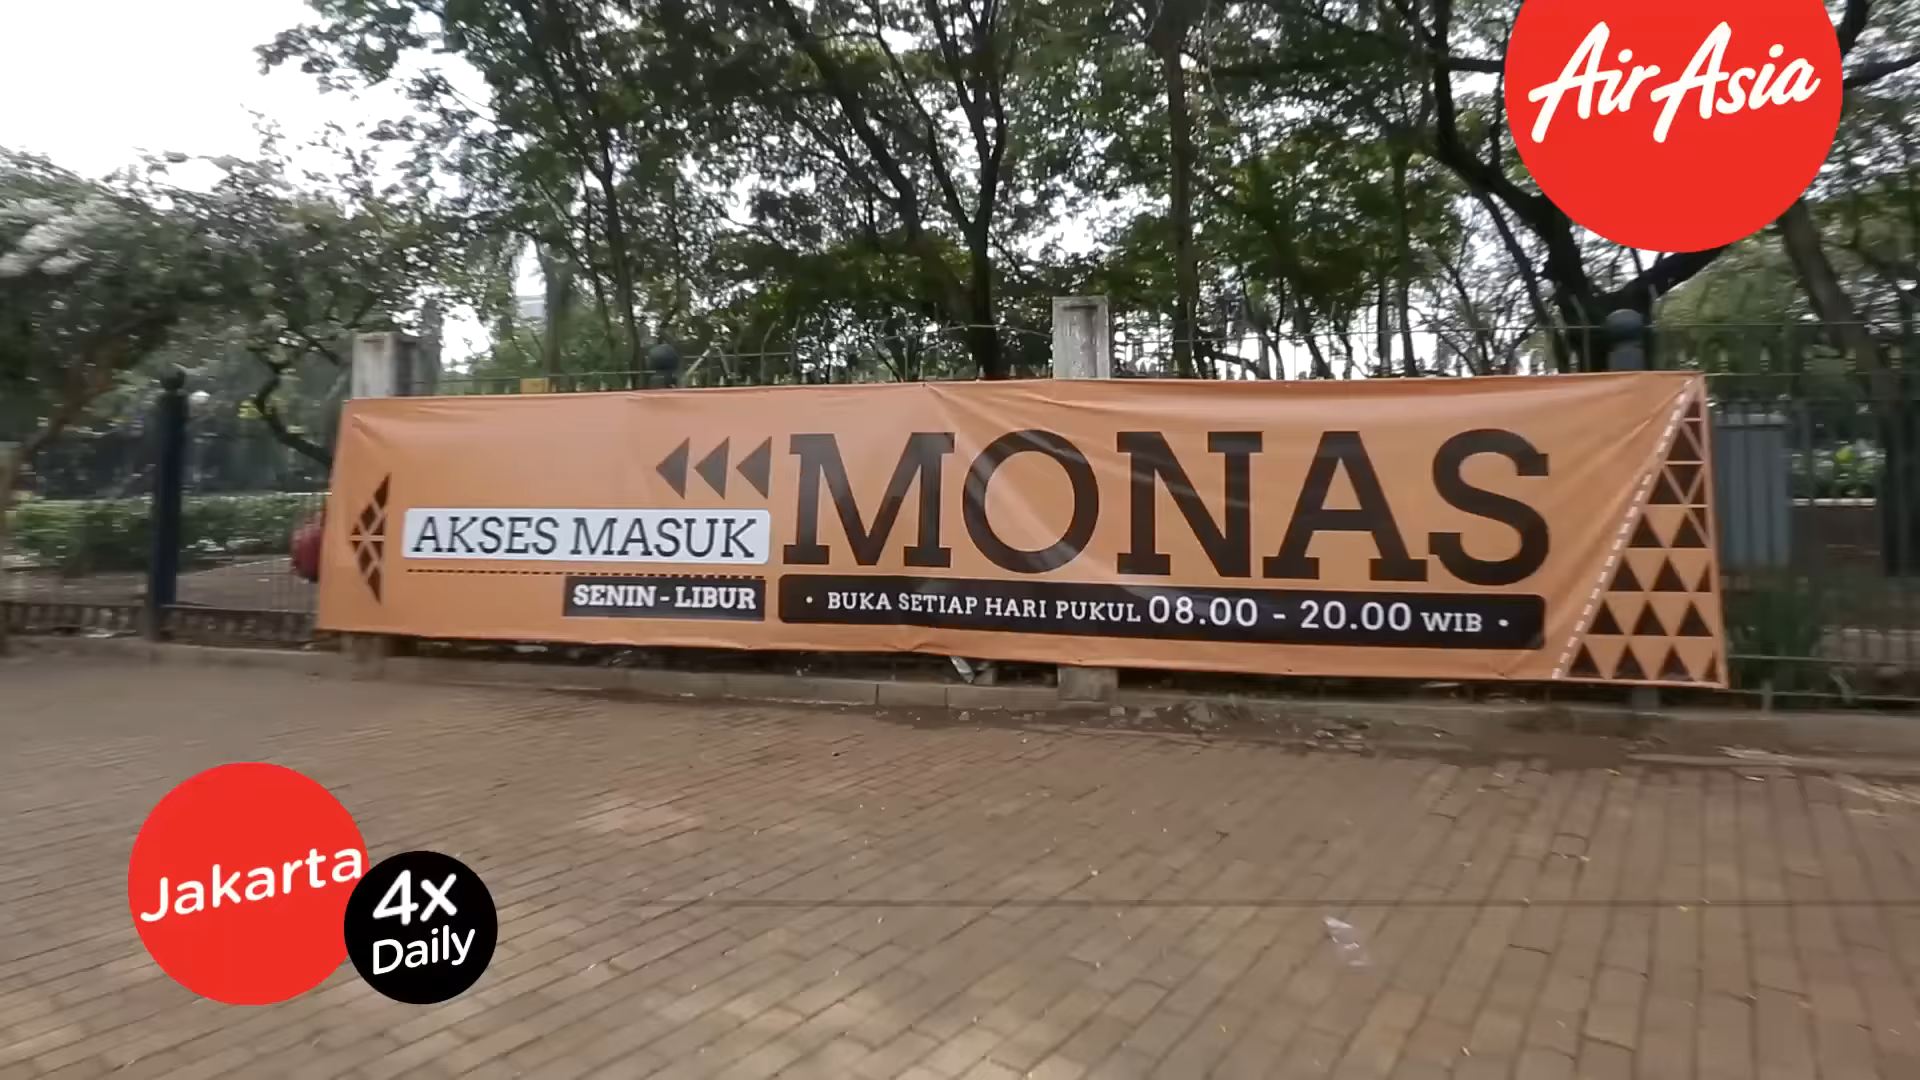 AirAsia
MONAS
AKSES MASUK
SENIN - LIBUR
• BUKA SETIAP HARI PUKUL 08.00 - 20.00 WIB •
Jakarta
4x
Daily